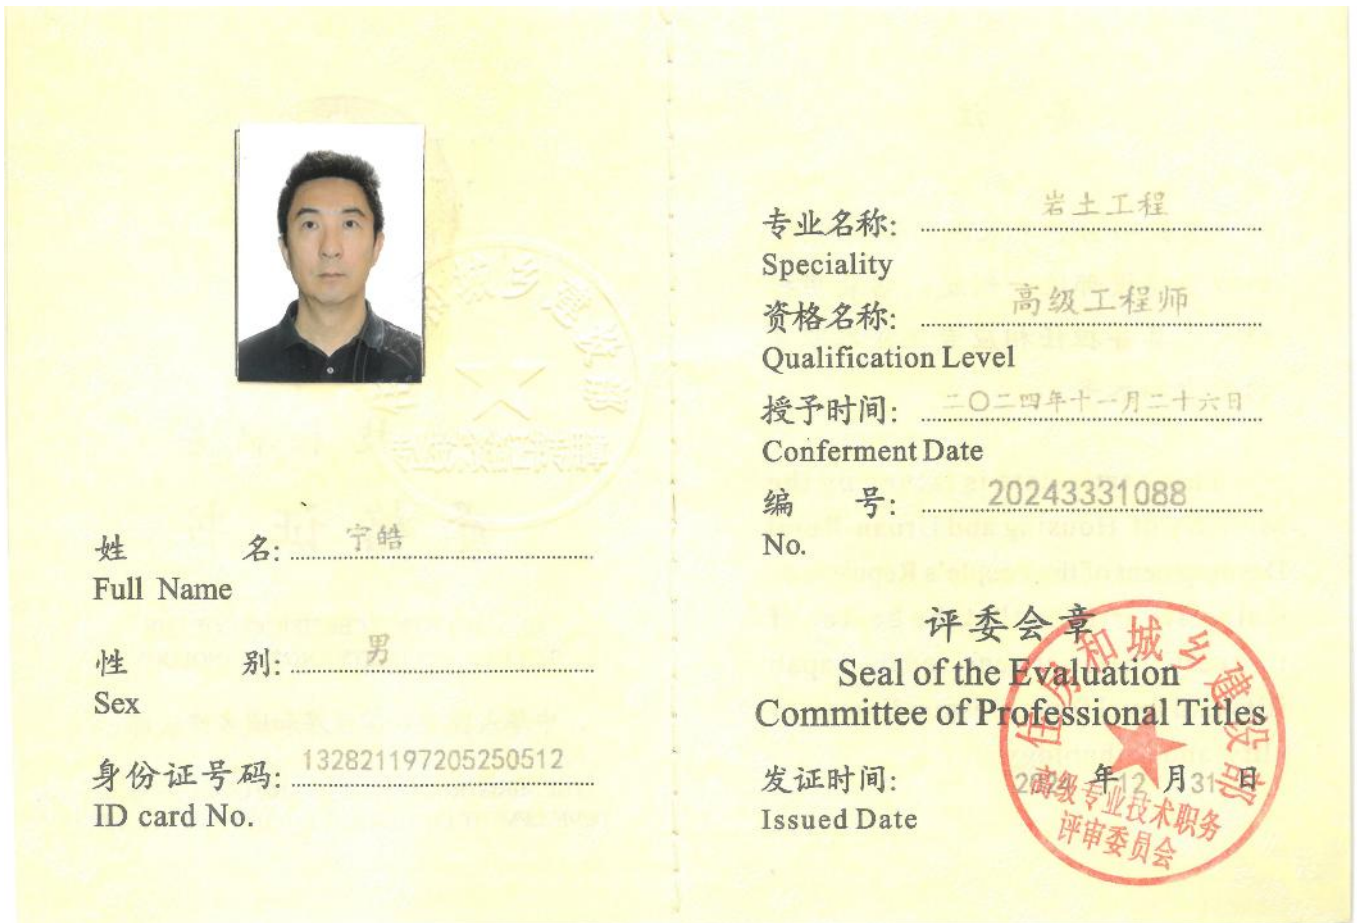 姓名: 宁皓
Full Name
性别: 男
Sex
身份证号码: 132821197205250512
ID card No.
专业名称: 岩土工程
Speciality
资格名称: 高级工程师
Qualification Level
授予时间: 二〇二四年十一月二十六日
Conferment Date
编号: 20243331088
No.
评委会章
Seal of the Evaluation
Committee of Professional Titles
发证时间: 2024 年 12 月 31 日
Issued Date
住房和城乡建设部
高级专业技术职务
评审委员会